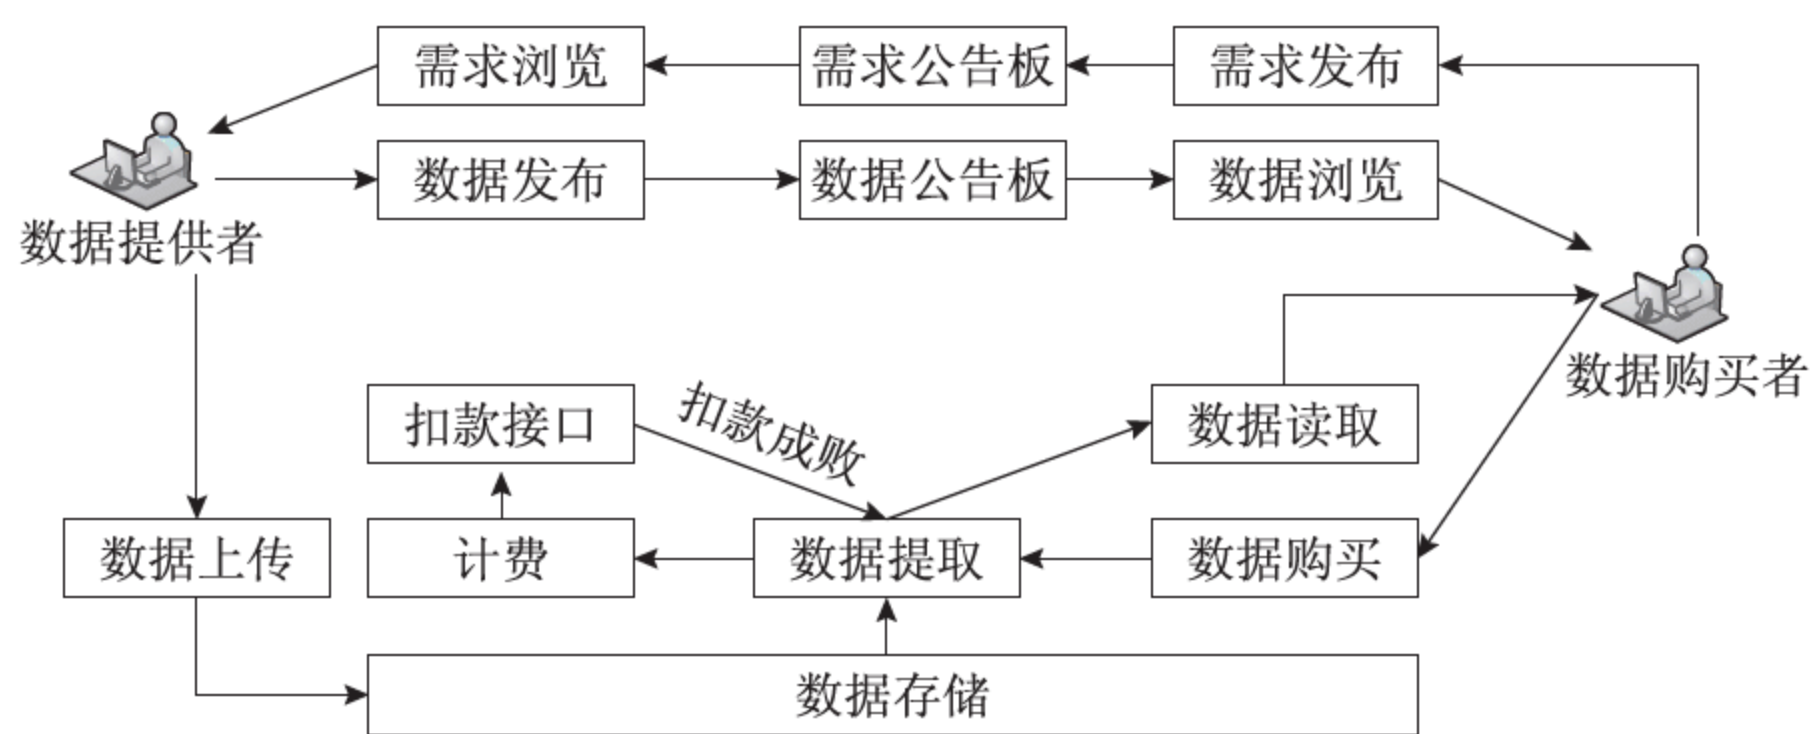 需求浏览
需求公告板
需求发布
数据发布
数据公告板
数据浏览
数据提供者
数据购买者
扣款接口
扣款成败
数据读取
数据上传
计费
数据提取
数据购买
数据存储